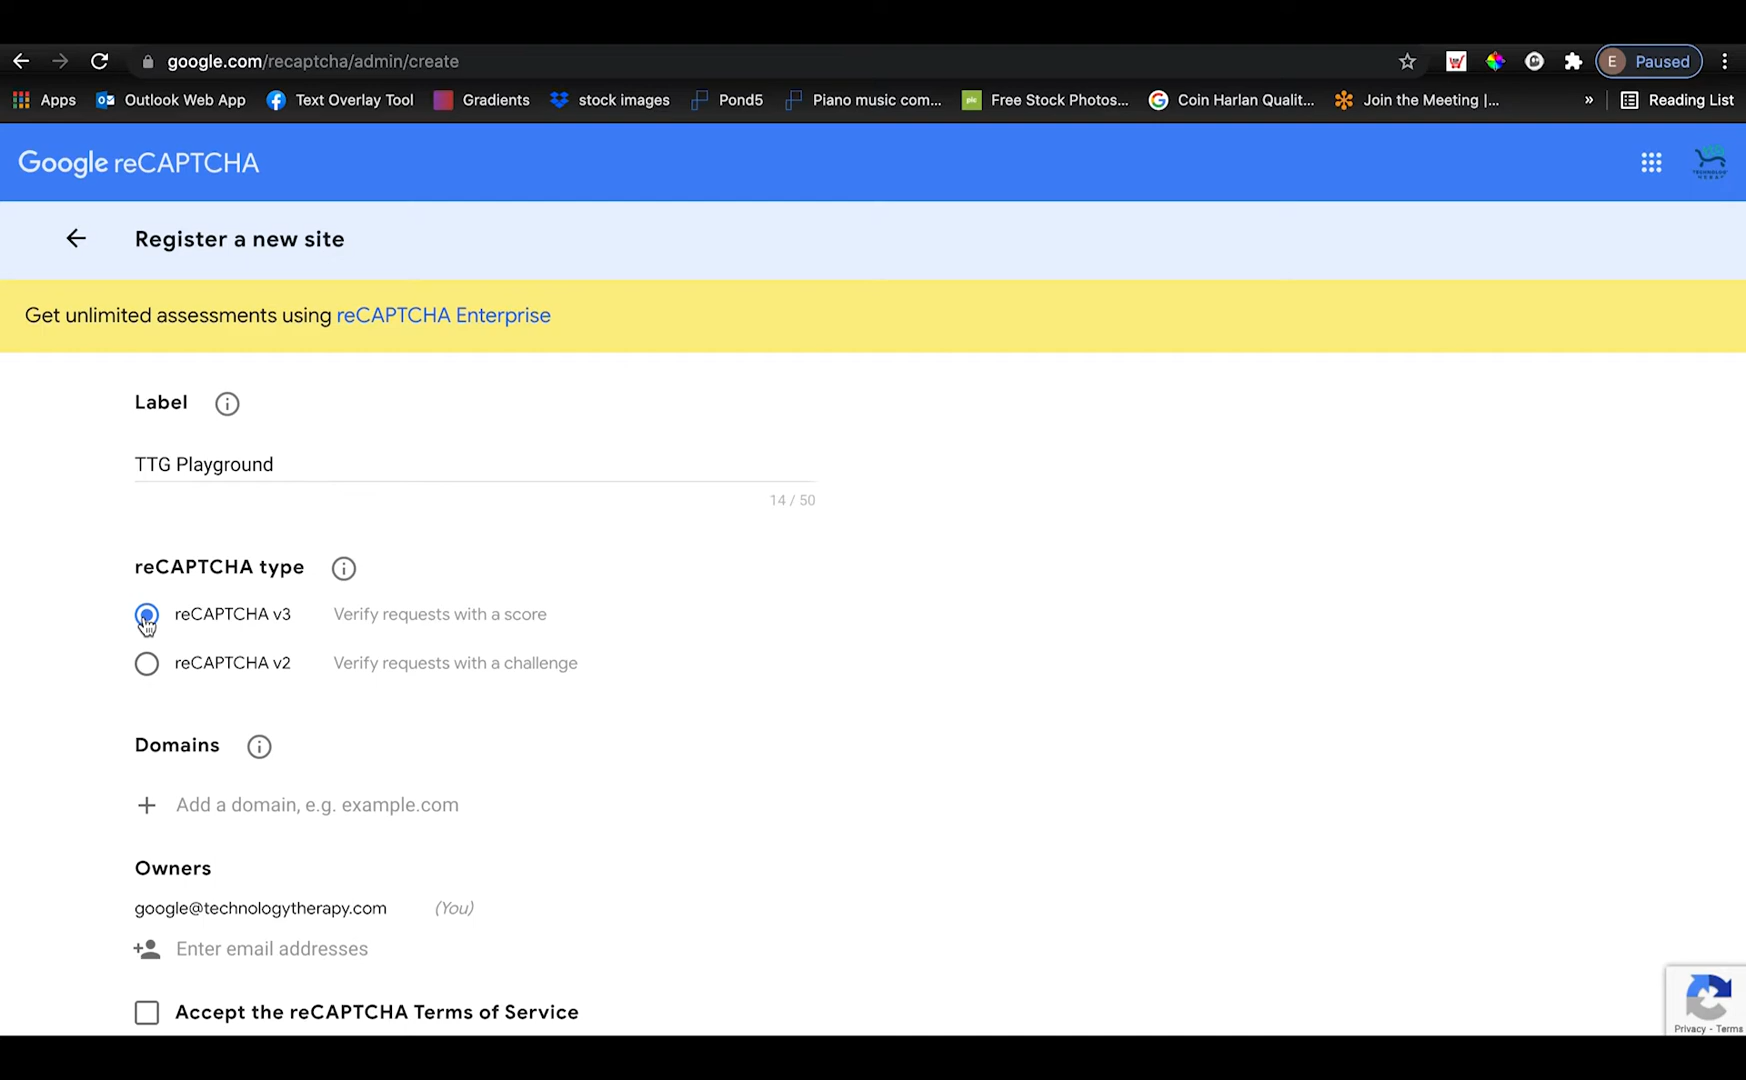 google.com/recaptcha/admin/create
E Paused
Apps Outlook Web App Text Overlay Tool Gradients stock images Pond5 Piano music com... Free Stock Photos... Coin Harlan Qualit... Join the Meeting |... » Reading List
Google reCAPTCHA
Register a new site
Get unlimited assessments using reCAPTCHA Enterprise
Label
TTG Playground
14 / 50
reCAPTCHA type
reCAPTCHA v3 Verify requests with a score
reCAPTCHA v2 Verify requests with a challenge
Domains
Add a domain, e.g. example.com
Owners
google@technologytherapy.com (You)
Enter email addresses
Accept the reCAPTCHA Terms of Service
Privacy - Terms